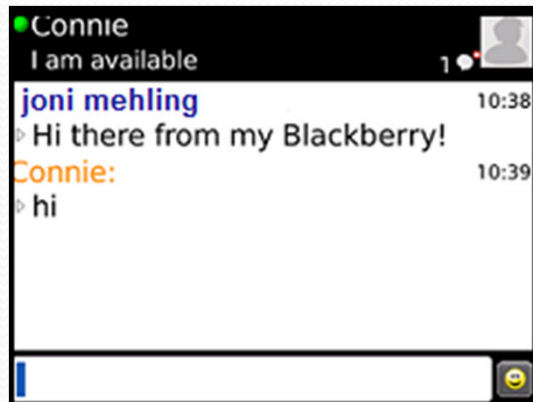 Connie
I am available
1
joni mehling 10:38
Hi there from my Blackberry!
Connie: 10:39
hi